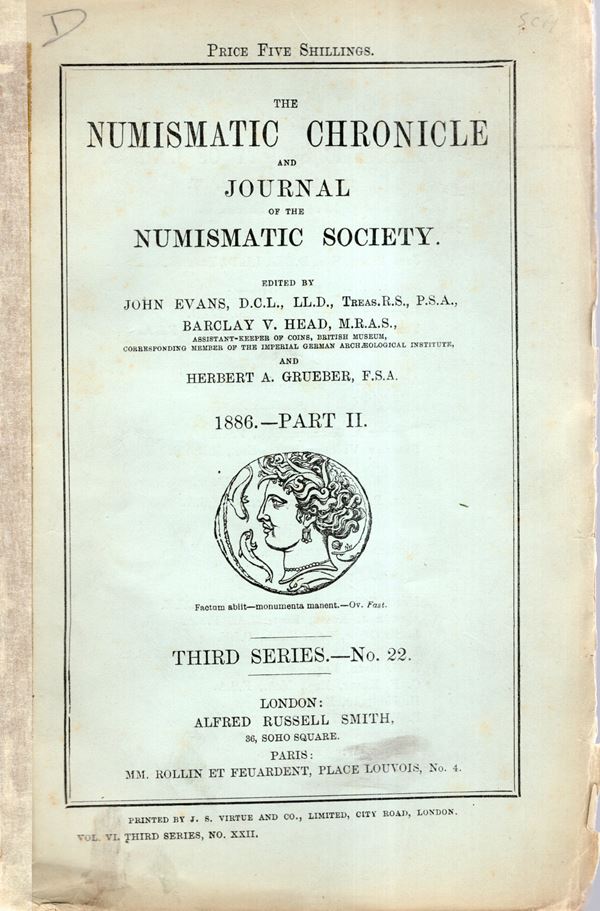 D
SCH
PRICE FIVE SHILLINGS.
THE
NUMISMATIC CHRONICLE
AND
JOURNAL
OF THE
NUMISMATIC SOCIETY.
EDITED BY
JOHN EVANS, D.C.L., LL.D., TREAS.R.S., P.S.A.,
BARCLAY V. HEAD, M.R.A.S.,
ASSISTANT-KEEPER OF COINS, BRITISH MUSEUM,
CORRESPONDING MEMBER OF THE IMPERIAL GERMAN ARCHÆOLOGICAL INSTITUTE,
AND
HERBERT A. GRUEBER, F.S.A.
1886.—PART II.
Factum abiit—monumenta manent.—Ov. Fast.
THIRD SERIES.—No. 22.
LONDON:
ALFRED RUSSELL SMITH,
36, SOHO SQUARE.
PARIS:
MM. ROLLIN ET FEUARDENT, PLACE LOUVOIS, No. 4.
PRINTED BY J. S. VIRTUE AND CO., LIMITED, CITY ROAD, LONDON.
VOL. VI. THIRD SERIES, NO. XXII.